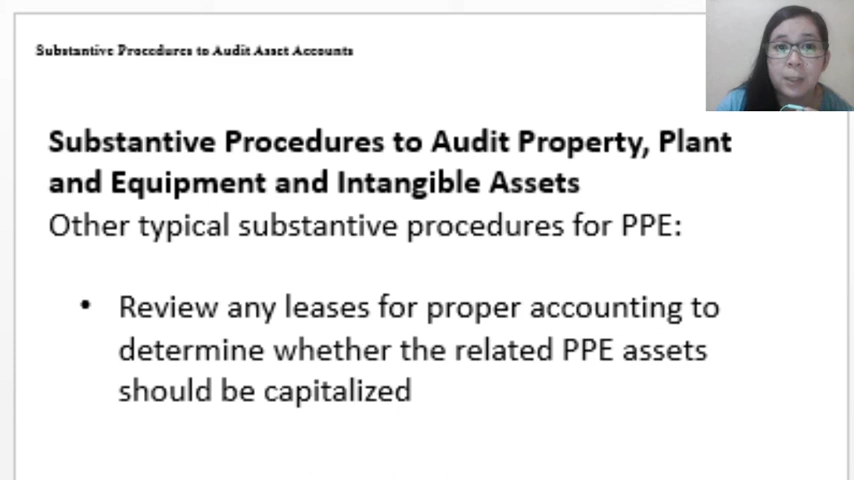 Substantive Procedures to Audit Asset Accounts
Substantive Procedures to Audit Property, Plant
and Equipment and Intangible Assets
Other typical substantive procedures for PPE:
• Review any leases for proper accounting to
determine whether the related PPE assets
should be capitalized